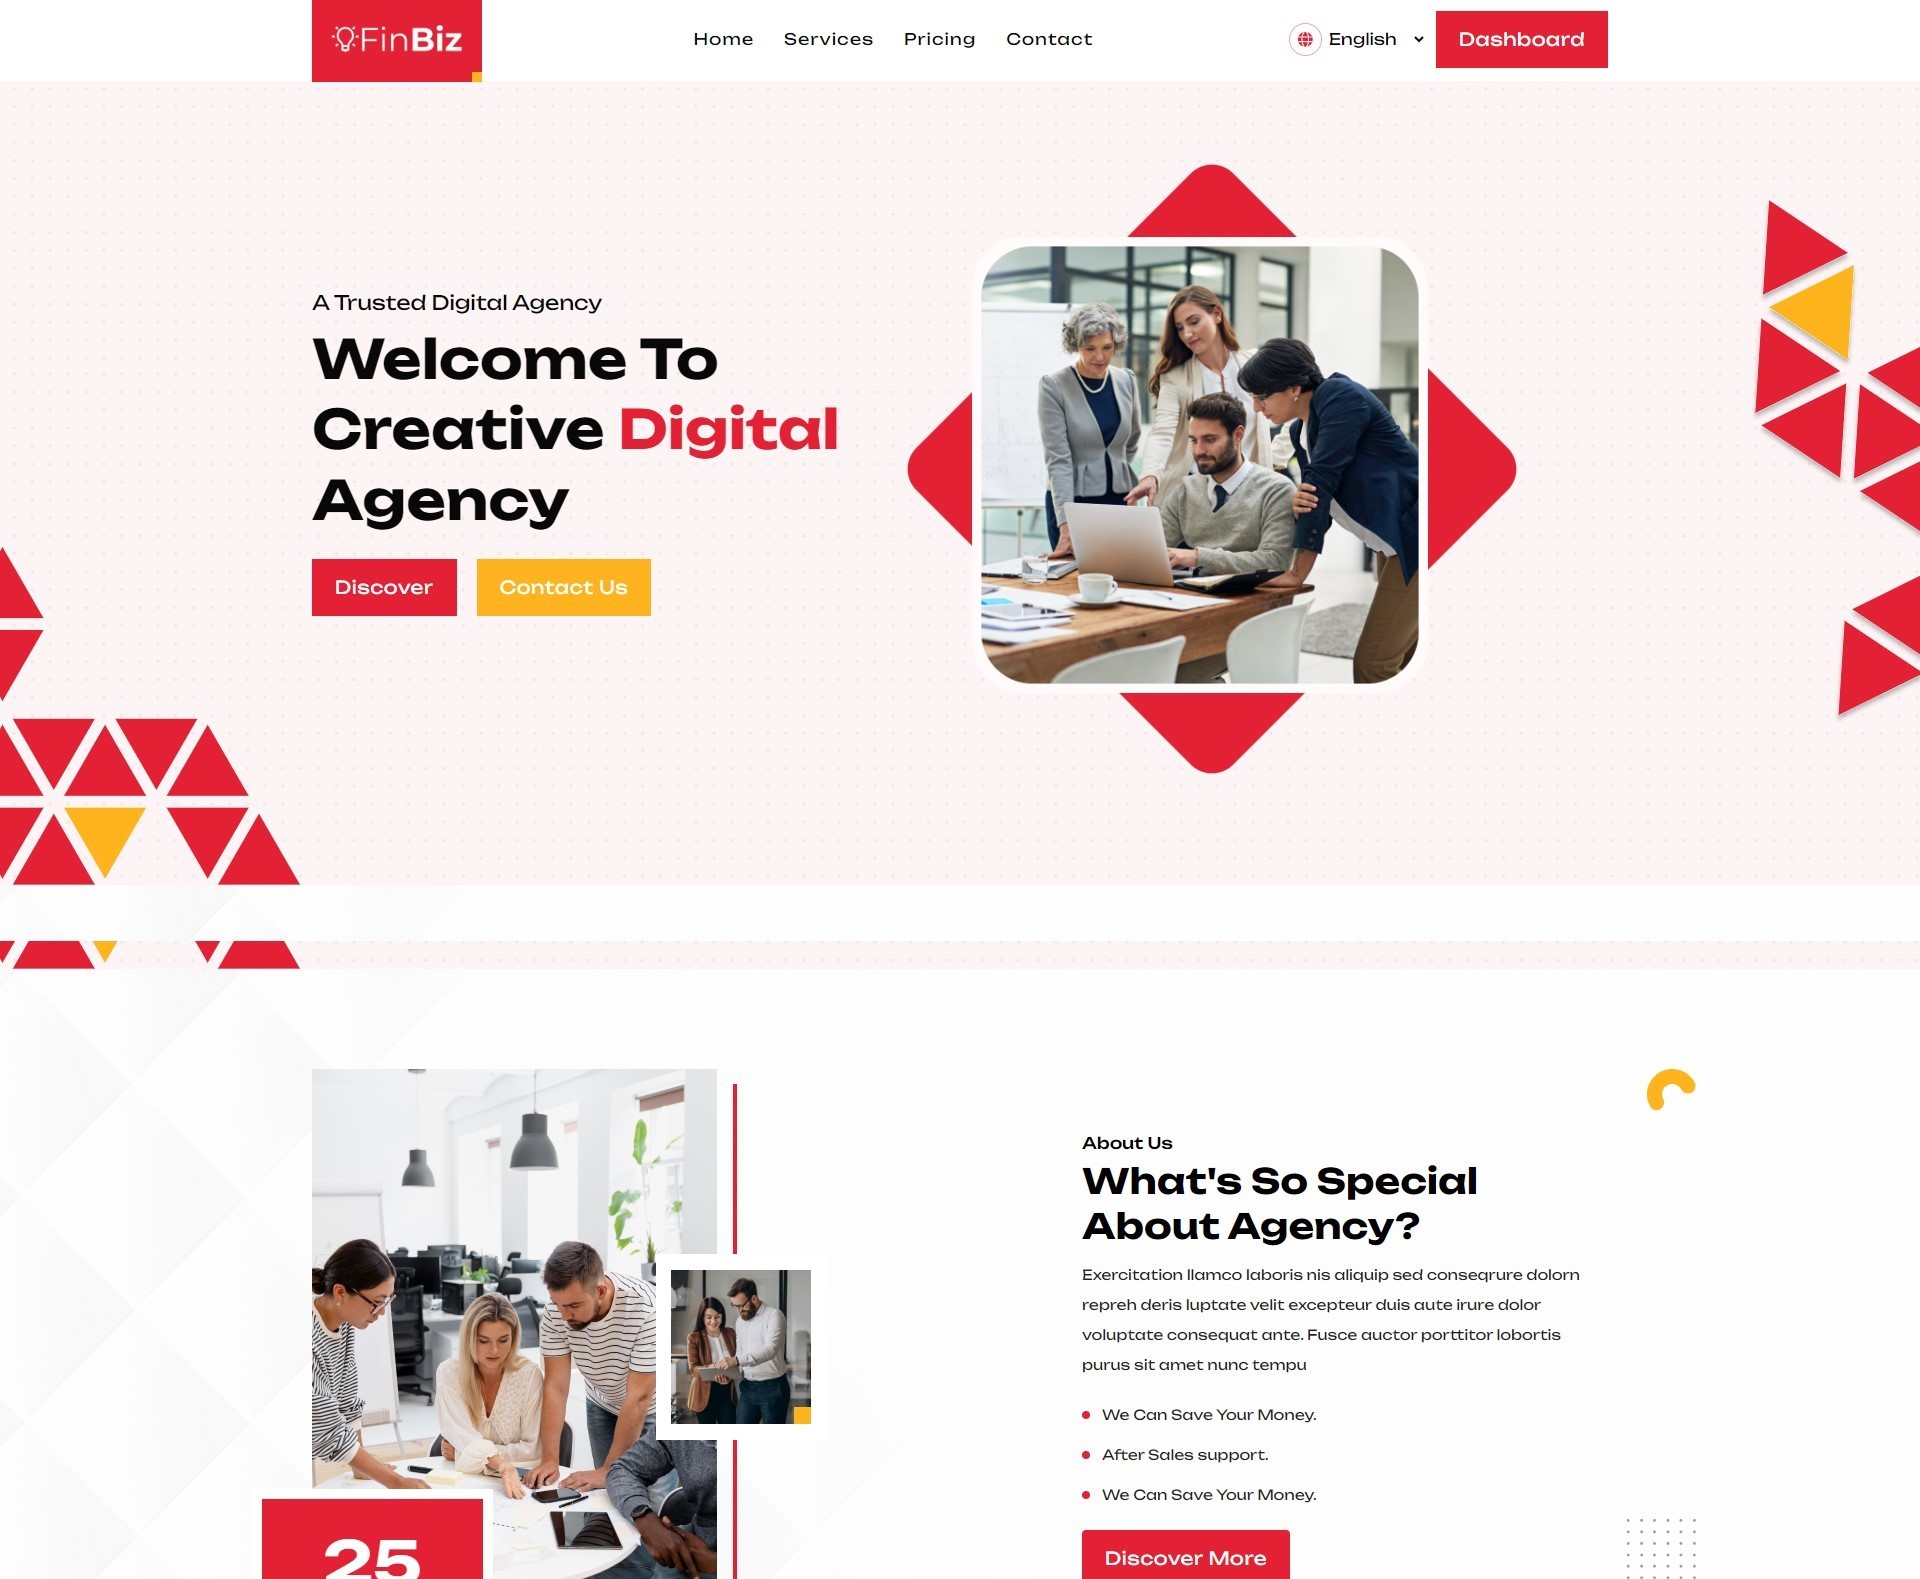 FinBiz
Home
Services
Pricing
Contact
English
Dashboard
A Trusted Digital Agency
Welcome To
Creative Digital
Agency
Discover
Contact Us
About Us
What's So Special
About Agency?
Exercitation llamco laboris nis aliquip sed conseqrure dolorn
repreh deris luptate velit excepteur duis aute irure dolor
voluptate consequat ante. Fusce auctor porttitor lobortis
purus sit amet nunc tempu
We Can Save Your Money.
After Sales support.
We Can Save Your Money.
25
Discover More